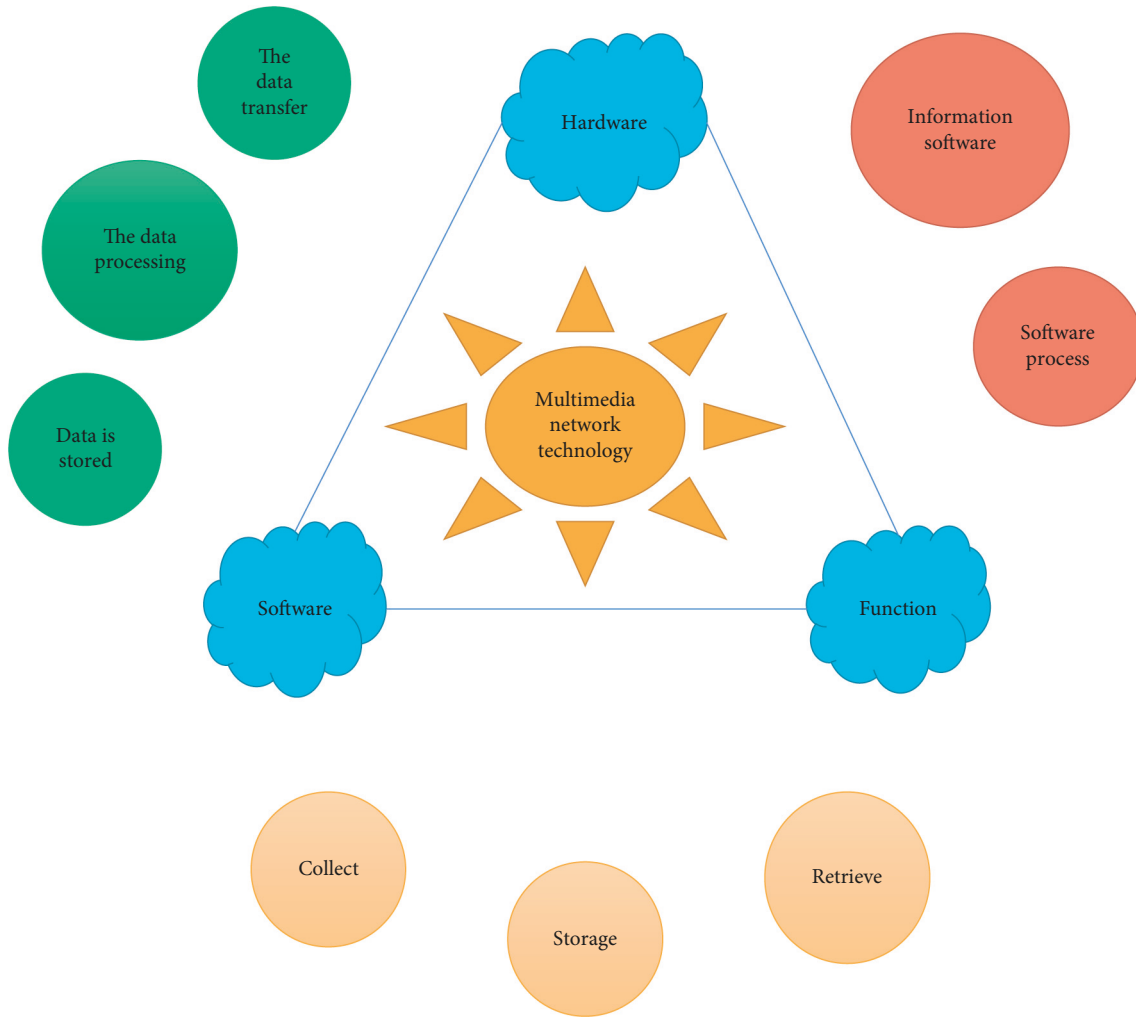 The
data
transfer
Hardware
Information
software
The data
processing
Software
process
Multimedia
network
technology
Data is
stored
Software
Function
Collect
Storage
Retrieve